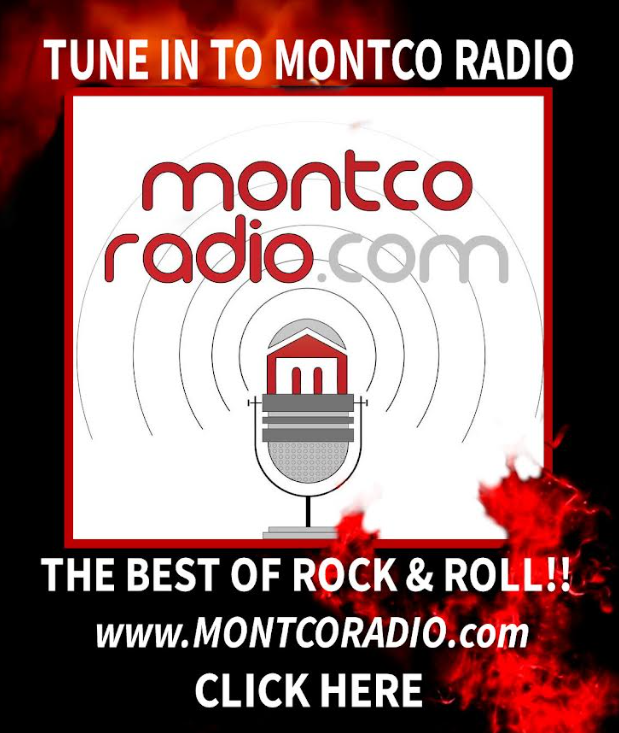 TUNE IN TO MONTCO RADIO
montco
radio.com
THE BEST OF ROCK & ROLL!!
www.MONTCORADIO.com
CLICK HERE